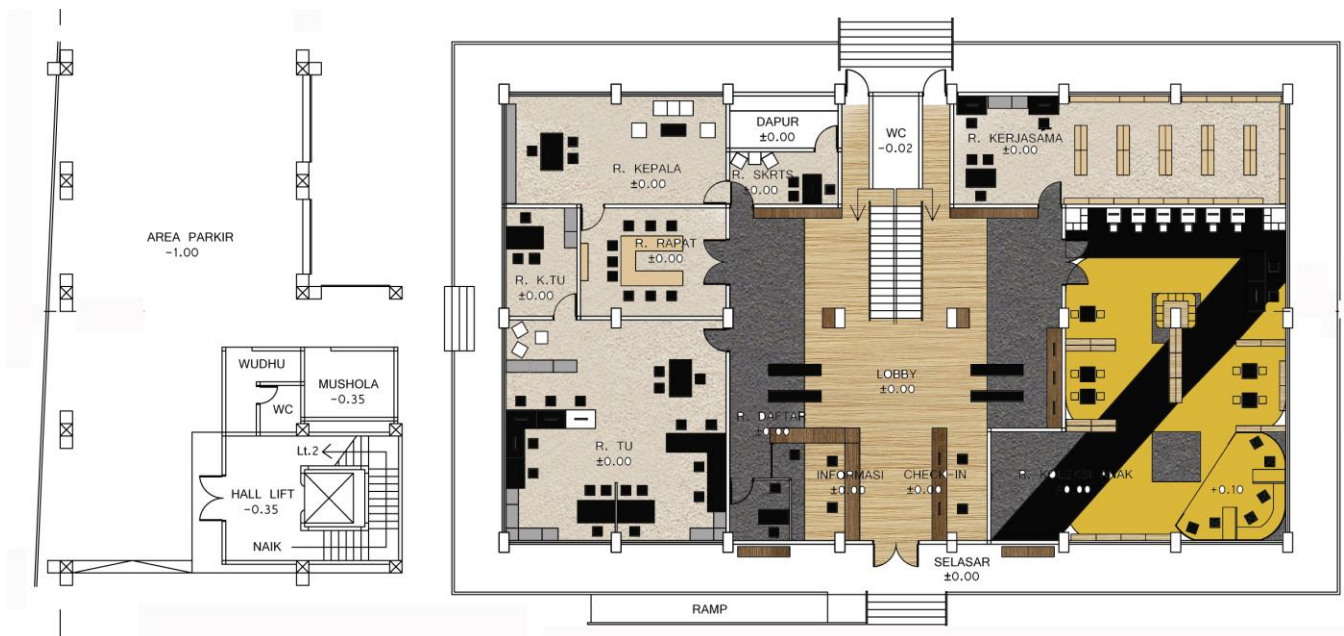 AREA PARKIR
-1.00
WUDHU
MUSHOLA
-0.35
WC
Lt.2
HALL LIFT
-0.35
NAIK
DAPUR
±0.00
WC
-0.02
R. KERJASAMA
±0.00
R. KEPALA
±0.00
R. SKRTS
±0.00
R. RAPAT
±0.00
R. K.TU
±0.00
LOBBY
±0.00
R. DAFTAR
R. TU
±0.00
INFORMASI
±0.00
CHECK-IN
±0.00
+0.10
SELASAR
±0.00
RAMP